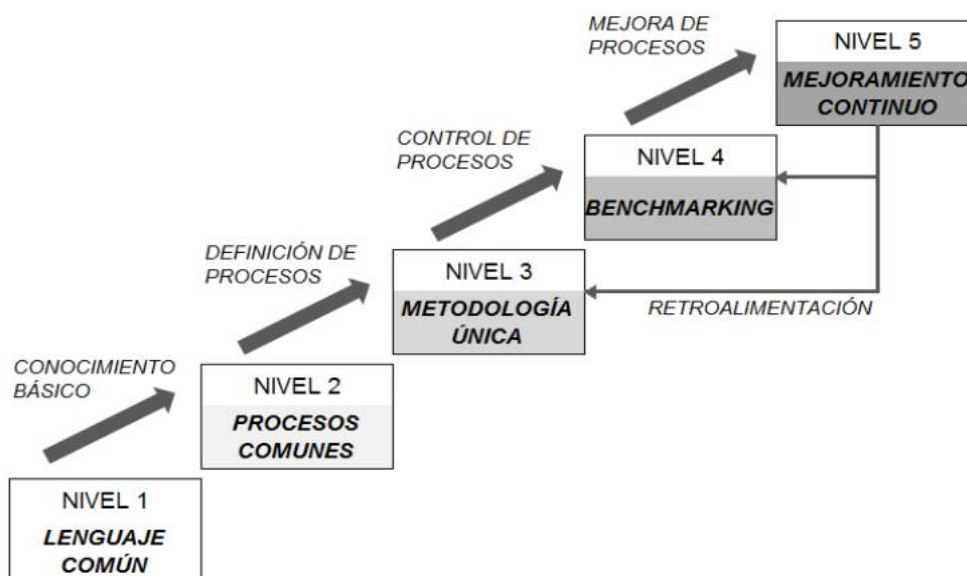 MEJORA DE
PROCESOS
NIVEL 5
MEJORAMIENTO
CONTINUO
CONTROL DE
PROCESOS
NIVEL 4
BENCHMARKING
DEFINICIÓN DE
PROCESOS
NIVEL 3
METODOLOGÍA
ÚNICA
RETROALIMENTACIÓN
CONOCIMIENTO
BÁSICO
NIVEL 2
PROCESOS
COMUNES
NIVEL 1
LENGUAJE
COMÚN